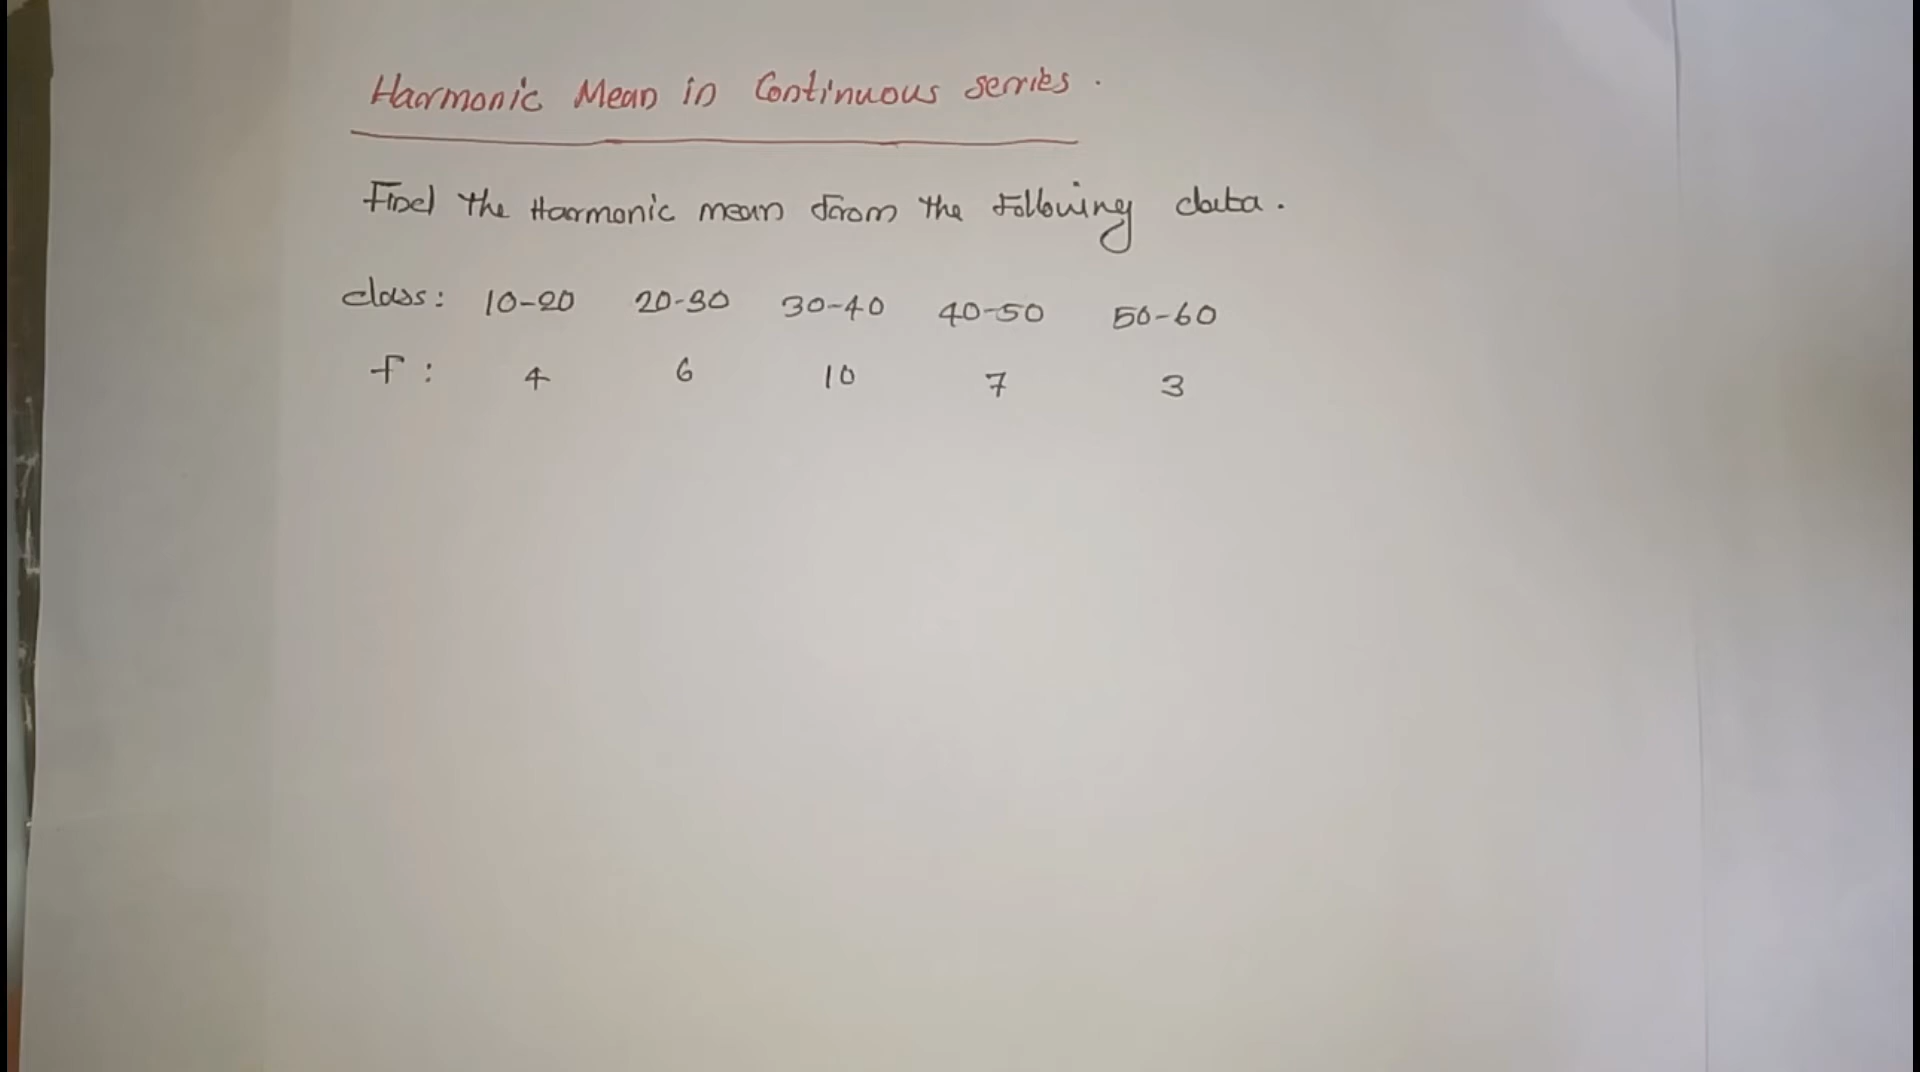 Harmonic Mean in Continuous series.
Find the Harmonic mean from the following data.
class: 10-20 20-30 30-40 40-50 50-60
f: 4 6 10 7 3